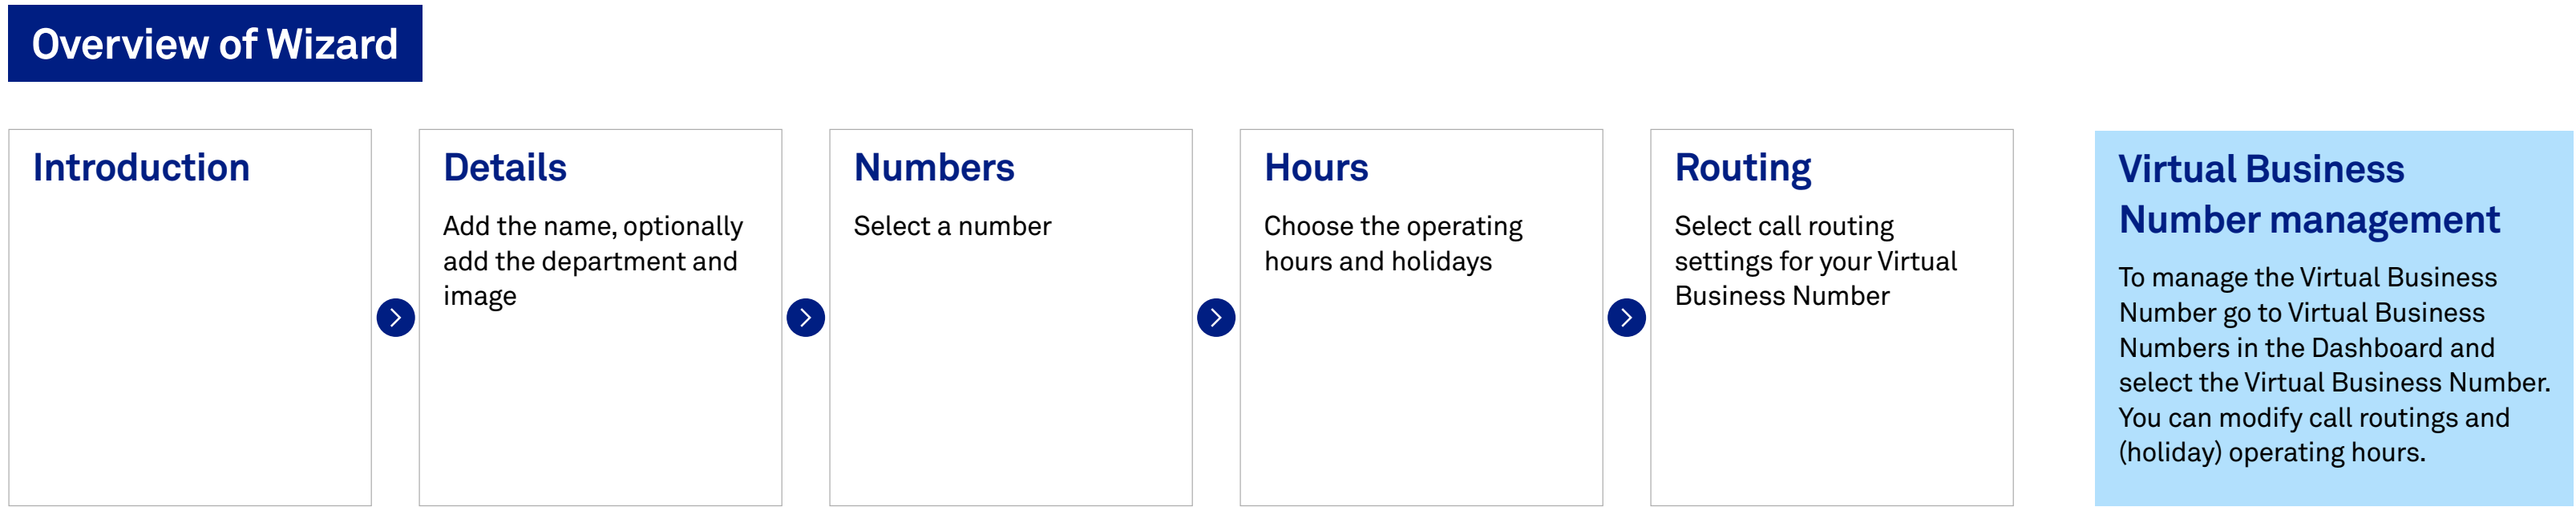 Overview of Wizard
Introduction
Details
Add the name, optionally
add the department and
image
Numbers
Select a number
Hours
Choose the operating
hours and holidays
Routing
Select call routing
settings for your Virtual
Business Number
Virtual Business
Number management
To manage the Virtual Business
Number go to Virtual Business
Numbers in the Dashboard and
select the Virtual Business Number.
You can modify call routings and
(holiday) operating hours.